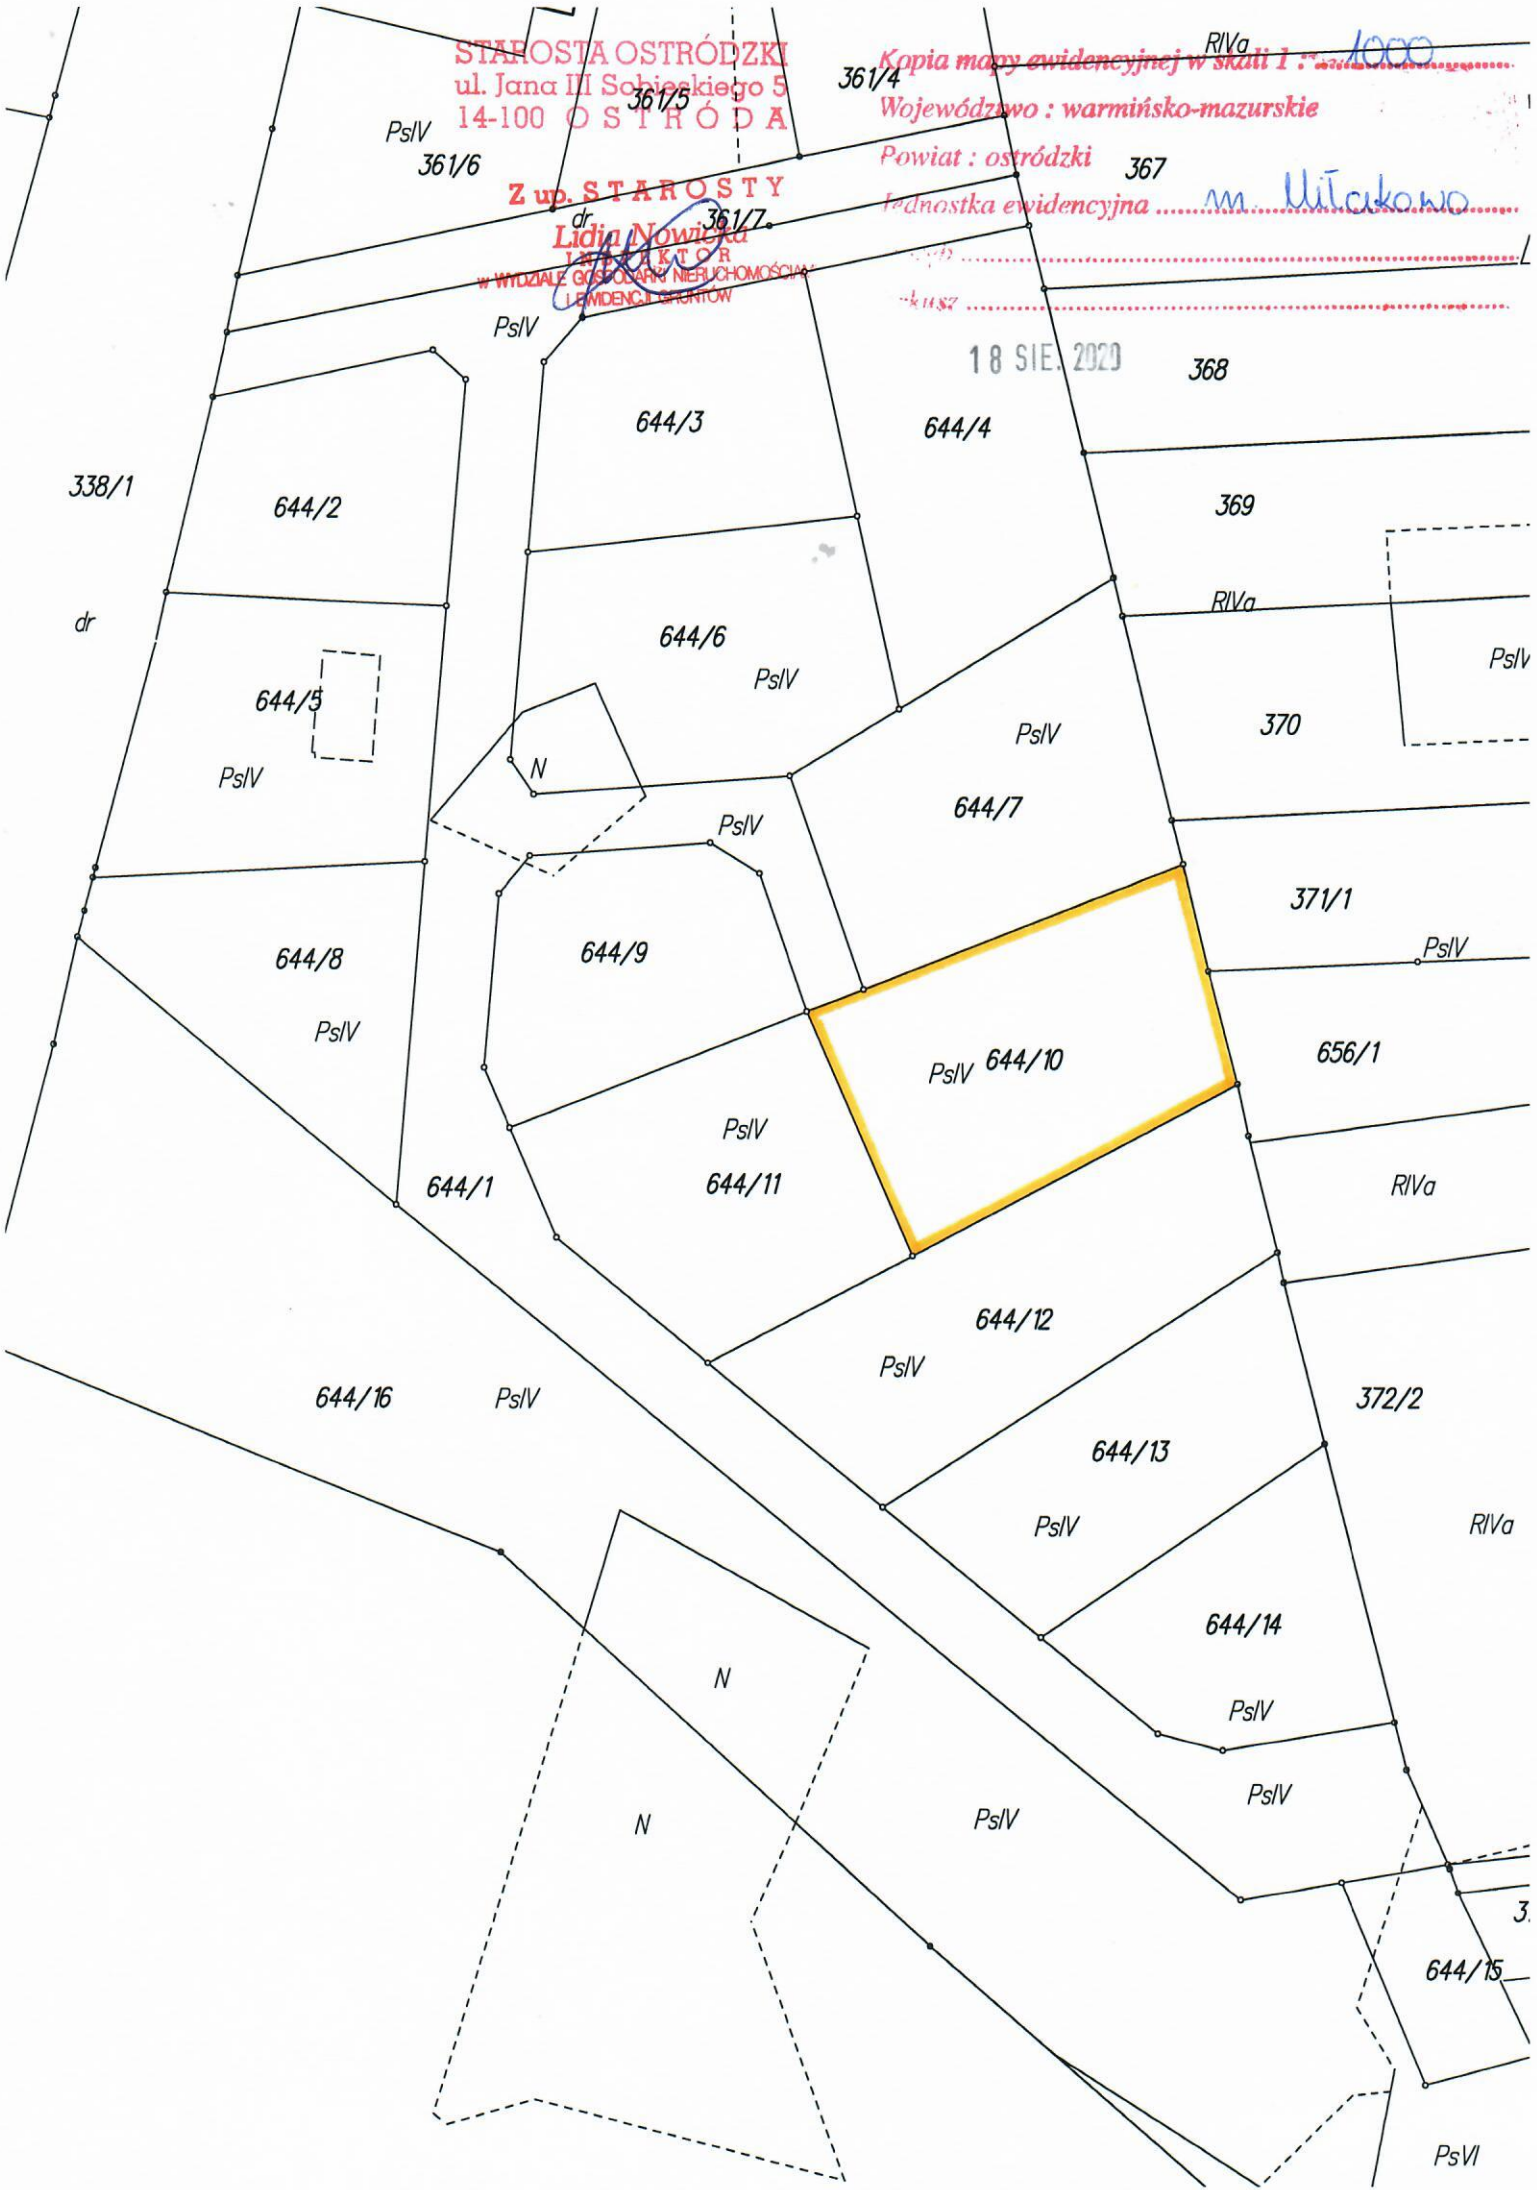 STAROSTA OSTRÓDZKI
ul. Jana III Sobieskiego 5
14-100 OSTRÓDA
Z up. STAROSTY
Lidia Nowicka
INSPEKTOR
w WYDZIALE GOSPODARKI NIERUCHOMOŚCIAMI
I EWIDENCJI GRUNTÓW
Kopia mapy ewidencyjnej w skali 1 : 1000
Województwo : warmińsko-mazurskie
Powiat : ostródzki
Jednostka ewidencyjna m. Miłakowo
18 SIE. 2020
RIVa
361/4
361/5
PsIV
361/6
367
dr
361/7
PsIV
368
644/3
644/4
338/1
644/2
369
dr
RIVa
644/6
PsIV
PsIV
644/5
370
PsIV
N
PsIV
644/7
PsIV
371/1
644/9
PsIV
644/8
PsIV
656/1
PsIV 644/10
PsIV
644/1
644/11
RIVa
644/12
PsIV
644/16
PsIV
372/2
644/13
PsIV
RIVa
644/14
N
PsIV
PsIV
PsIV
N
644/15
PsVI